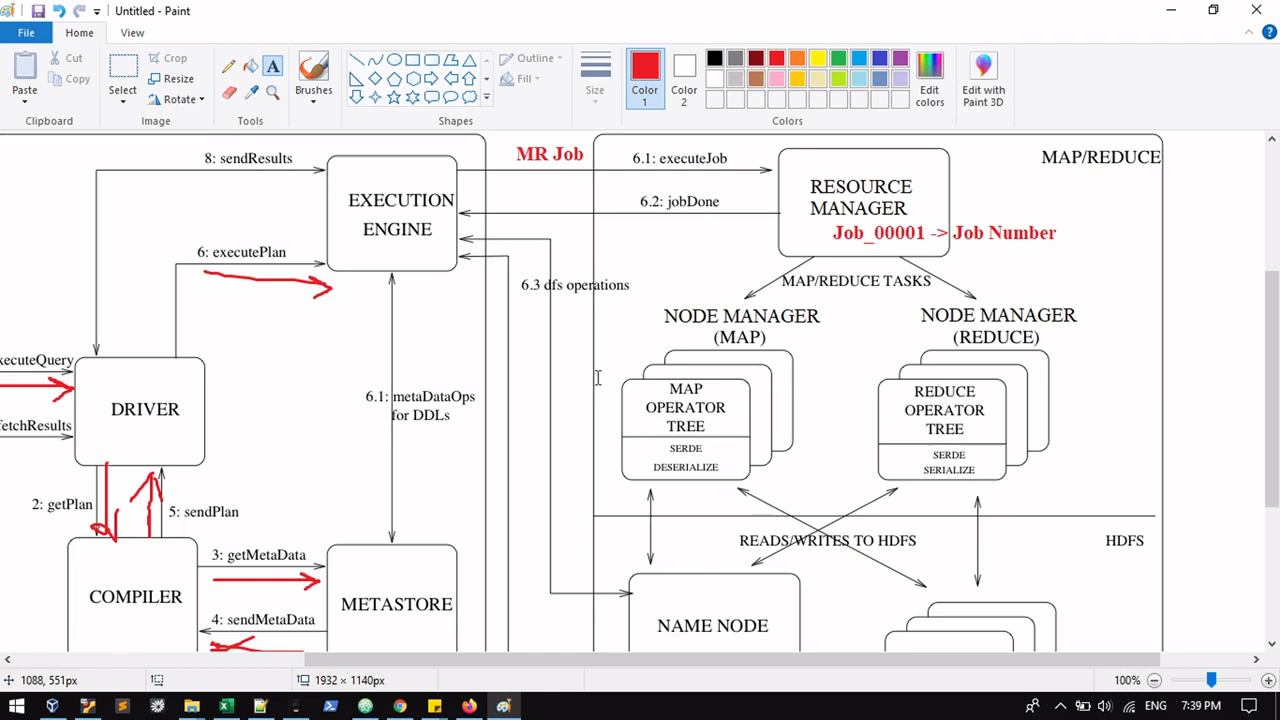 Untitled - Paint
File
Home
View
Paste
Cut
Copy
Clipboard
Select
Crop
Resize
Rotate
Image
Tools
Brushes
Outline
Fill
Shapes
Size
Color
1
Color
2
Edit
colors
Edit with
Paint 3D
Colors
8: sendResults
EXECUTION
ENGINE
MR Job
6.1: executeJob
6.2: jobDone
MAP/REDUCE
RESOURCE
MANAGER
Job_00001 -> Job Number
6: executePlan
6.3 dfs operations
MAP/REDUCE TASKS
NODE MANAGER
(MAP)
NODE MANAGER
(REDUCE)
xecuteQuery
DRIVER
fetchResults
6.1: metaDataOps
for DDLs
MAP
OPERATOR
TREE
SERDE
DESERIALIZE
REDUCE
OPERATOR
TREE
SERDE
SERIALIZE
2: getPlan
5: sendPlan
READS/WRITES TO HDFS
HDFS
3: getMetaData
COMPILER
METASTORE
4: sendMetaData
NAME NODE
1088, 551px
1932 × 1140px
100%
ENG
7:39 PM